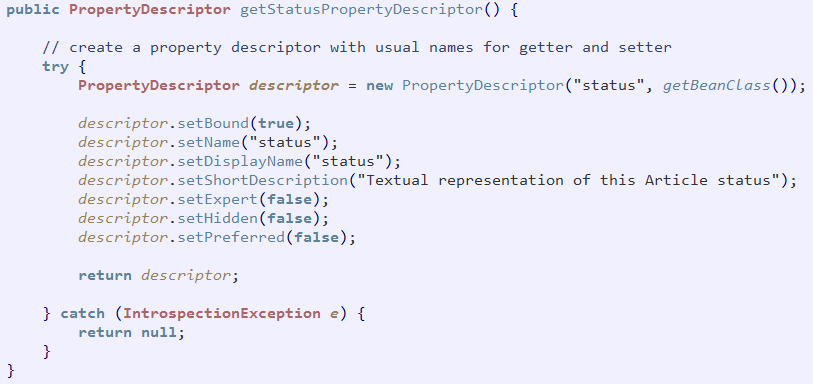 public PropertyDescriptor getStatusPropertyDescriptor() {

    // create a property descriptor with usual names for getter and setter
    try {
        PropertyDescriptor descriptor = new PropertyDescriptor("status", getBeanClass());

        descriptor.setBound(true);
        descriptor.setName("status");
        descriptor.setDisplayName("status");
        descriptor.setShortDescription("Textual representation of this Article status");
        descriptor.setExpert(false);
        descriptor.setHidden(false);
        descriptor.setPreferred(false);

        return descriptor;

    } catch (IntrospectionException e) {
        return null;
    }
}